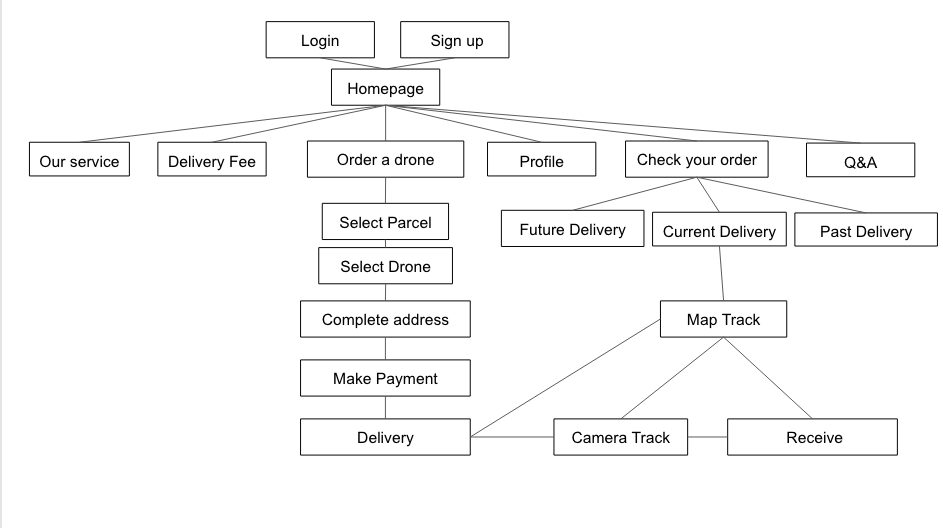 Login
Sign up
Homepage
Our service
Delivery Fee
Order a drone
Profile
Check your order
Q&A
Select Parcel
Future Delivery
Current Delivery
Past Delivery
Select Drone
Complete address
Map Track
Make Payment
Delivery
Camera Track
Receive